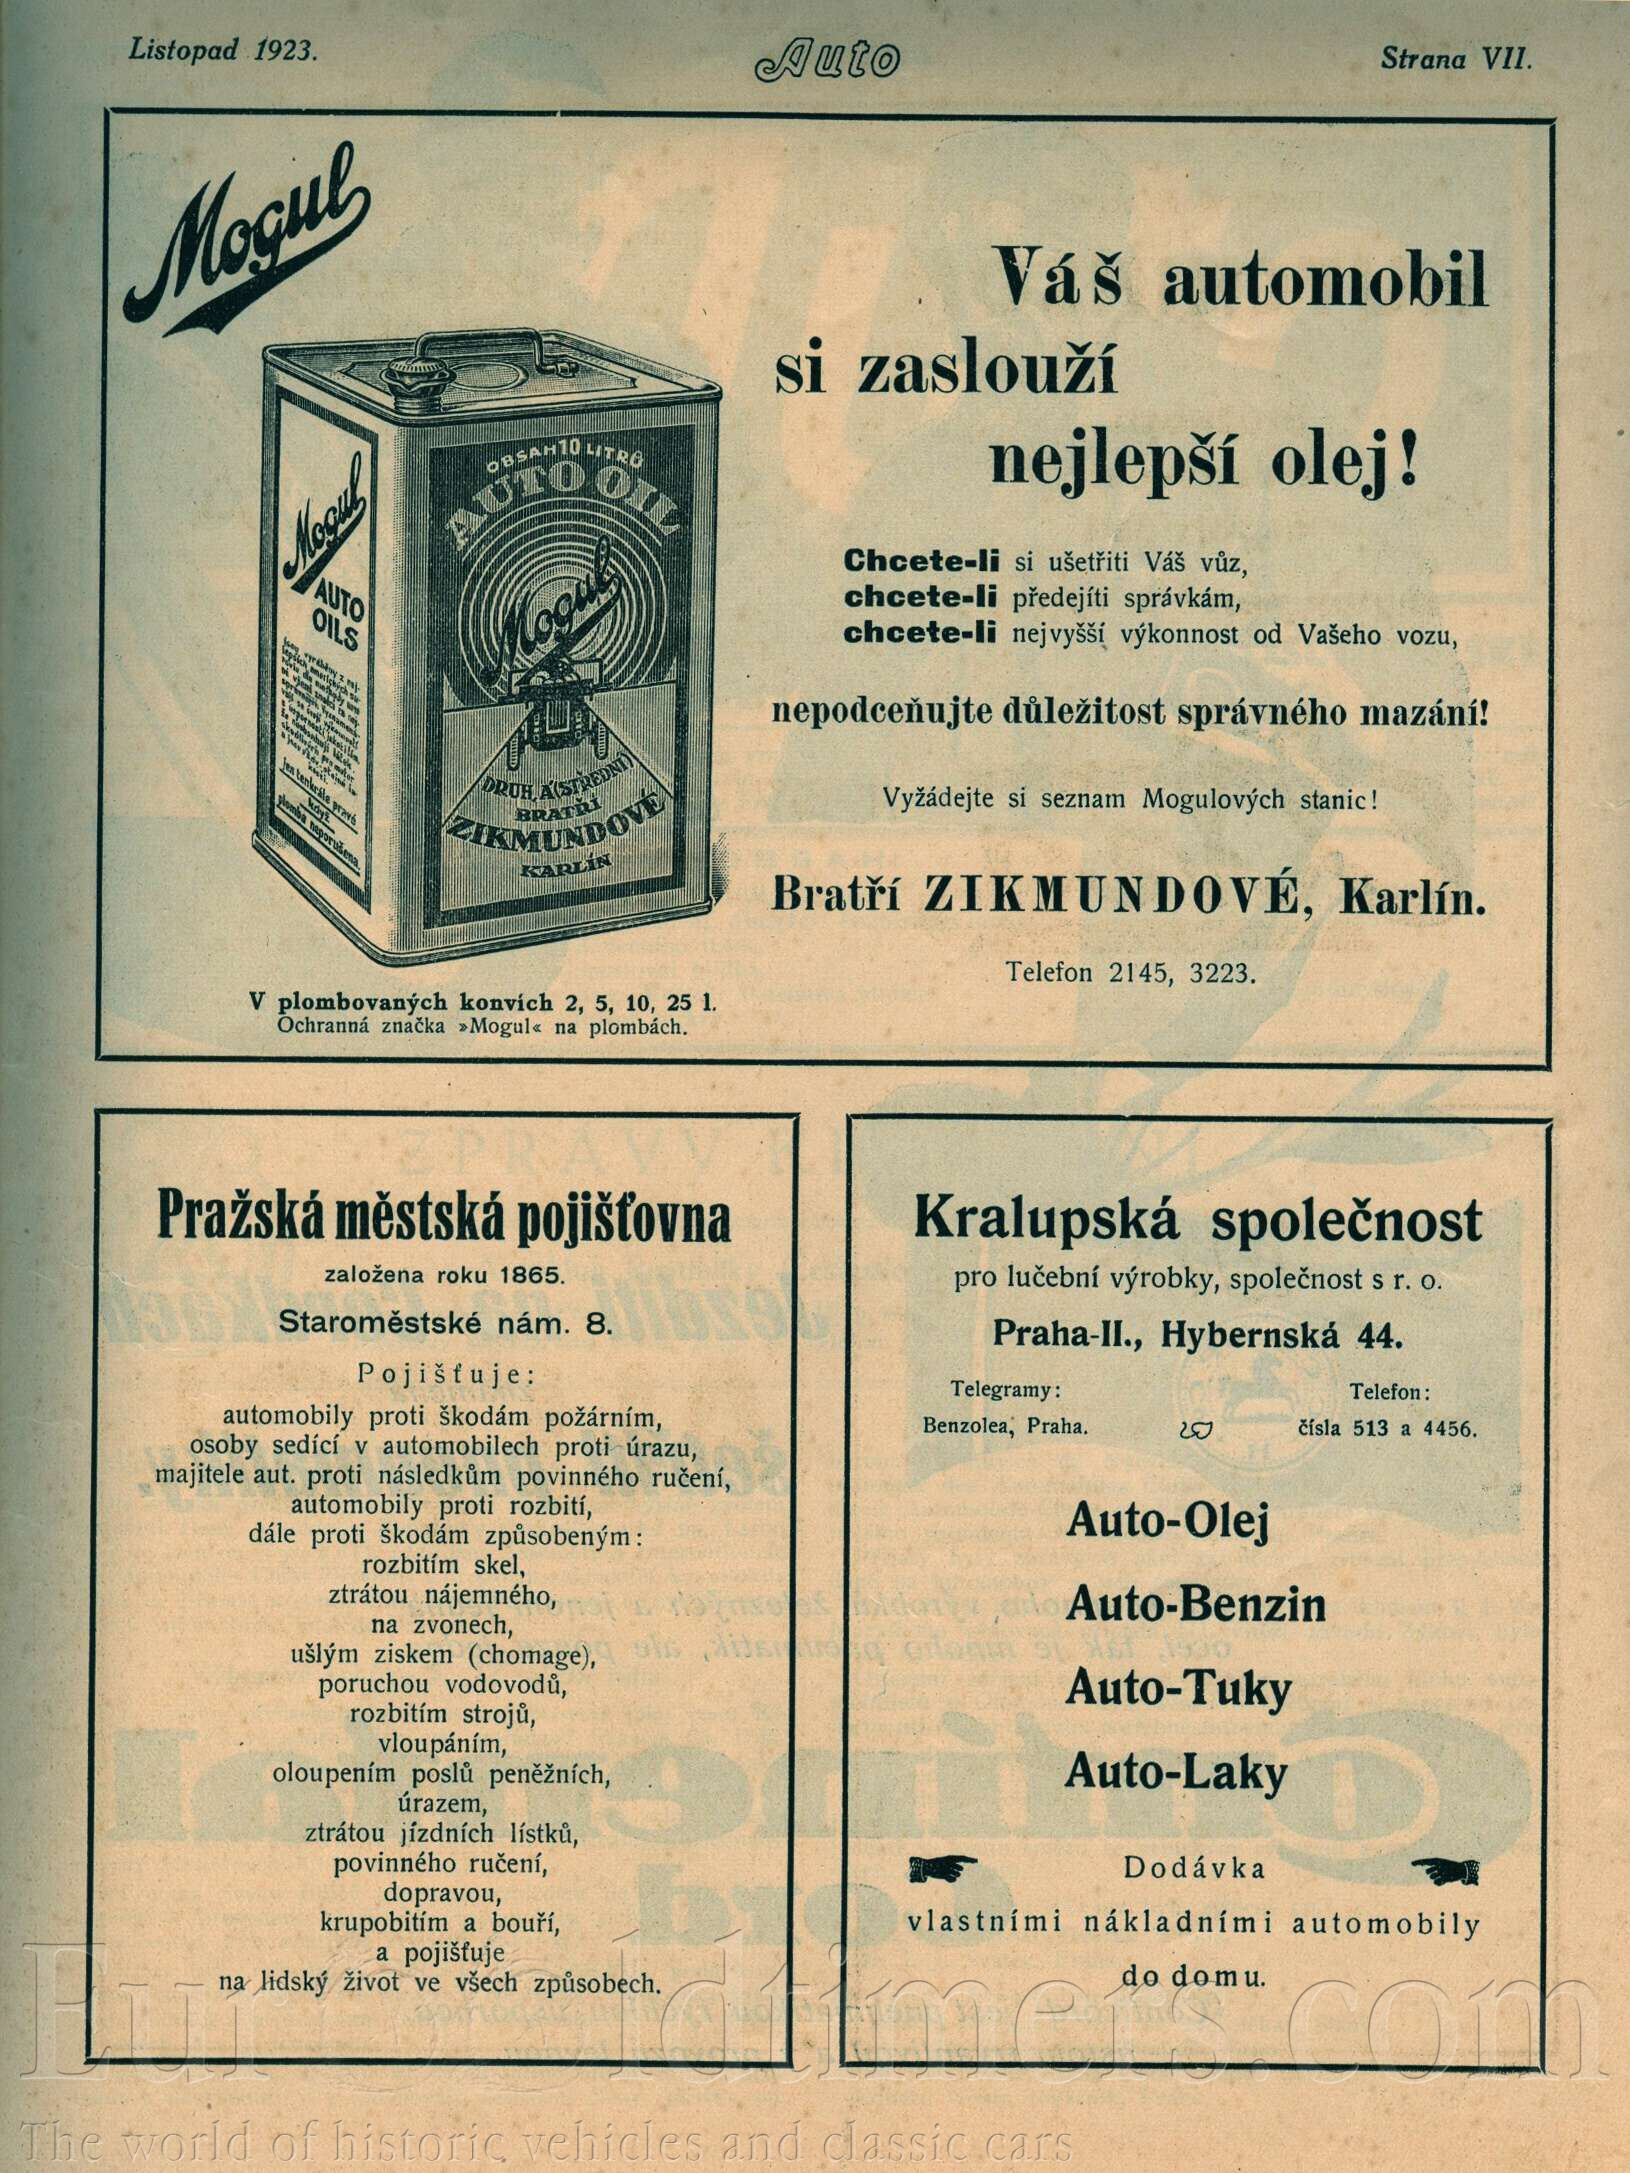 Listopad 1923.
Auto
Strana VII.
Mogul
Váš automobil
si zaslouží
nejlepší olej!
OBSAH 10 LITRŮ
AUTO OIL
Mogul
DRUH, A (STŘEDNÍ)
BRATŘÍ
ZIKMUNDOVÉ
KARLÍN
Mogul
AUTO
OILS
jen tenkráte pravé
když
plomba neporušena.
Chcete-li si ušetřiti Váš vůz,
chcete-li předejíti správkám,
chcete-li nejvyšší výkonnost od Vašeho vozu,
nepodceňujte důležitost správného mazání!
Vyžádejte si seznam Mogulových stanic!
Bratří ZIKMUNDOVÉ, Karlín.
Telefon 2145, 3223.
V plombovaných konvích 2, 5, 10, 25 l.
Ochranná značka »Mogul« na plombách.
Pražská městská pojišťovna
založena roku 1865.
Staroměstské nám. 8.
Pojišťuje:
automobily proti škodám požárním,
osoby sedící v automobilech proti úrazu,
majitele aut. proti následkům povinného ručení,
automobily proti rozbití,
dále proti škodám způsobeným:
rozbitím skel,
ztrátou nájemného,
na zvonech,
ušlým ziskem (chomage),
poruchou vodovodů,
rozbitím strojů,
vloupáním,
oloupením poslů peněžních,
úrazem,
ztrátou jízdních lístků,
povinného ručení,
dopravou,
krupobitím a bouří,
a pojišťuje
na lidský život ve všech způsobech.
Kralupská společnost
pro lučební výrobky, společnost s r. o.
Praha-II., Hybernská 44.
Telegramy: Telefon:
Benzolea, Praha. čísla 513 a 4456.
Auto-Olej
Auto-Benzin
Auto-Tuky
Auto-Laky
Dodávka
vlastními nákladními automobily
do domu.
Euro oldtimers.com
The world of historic vehicles and classic cars